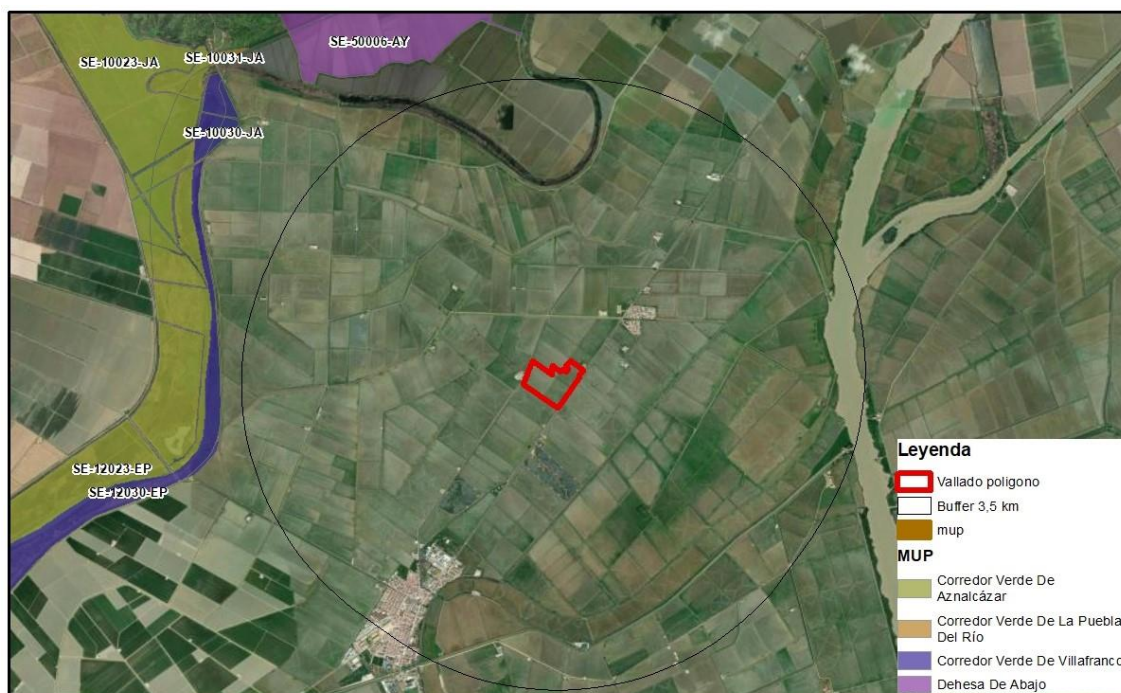 SE-50006-AY
SE-10023-JA
SE-10031-JA
SE-10030-JA
SE-12023-EP
SE-12030-EP
Leyenda
Vallado poligono
Buffer 3,5 km
mup
MUP
Corredor Verde De
Aznalcázar
Corredor Verde De La Puebla
Del Río
Corredor Verde De Villafranco
Dehesa De Abajo